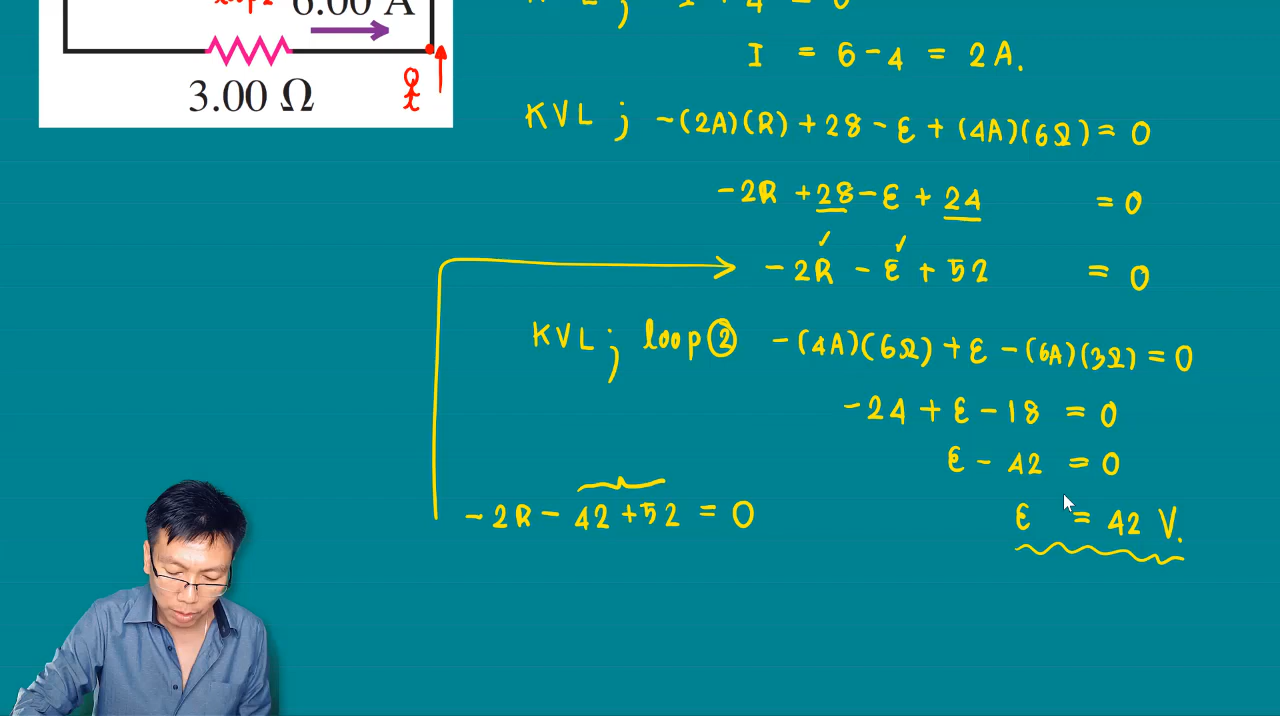 6.00 A
3.00 Ω
I = 6 - 4 = 2A.
KVL ; -(2A)(R) + 28 - ε + (4A)(6Ω) = 0
-2R + 28 - ε + 24 = 0
-2R - ε + 52 = 0
KVL ; loop ② -(4A)(6Ω) + ε - (6A)(3Ω) = 0
-24 + ε - 18 = 0
ε - 42 = 0
-2R - 42 + 52 = 0
ε = 42 V.